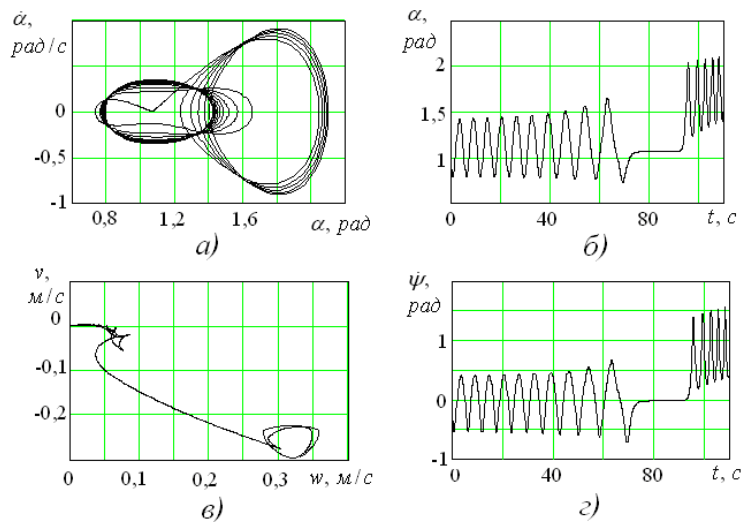 α̇,
рад/с
0
-0,5
-1
0,8
1,2
1,6
α, рад
а)
α,
рад
2
1,5
1
0
40
80
t, с
б)
v,
м/с
0
-0,1
-0,2
0
0,1
0,2
0,3
w, м/с
в)
ψ̇,
рад
1
0
-1
0
40
80
t, с
г)